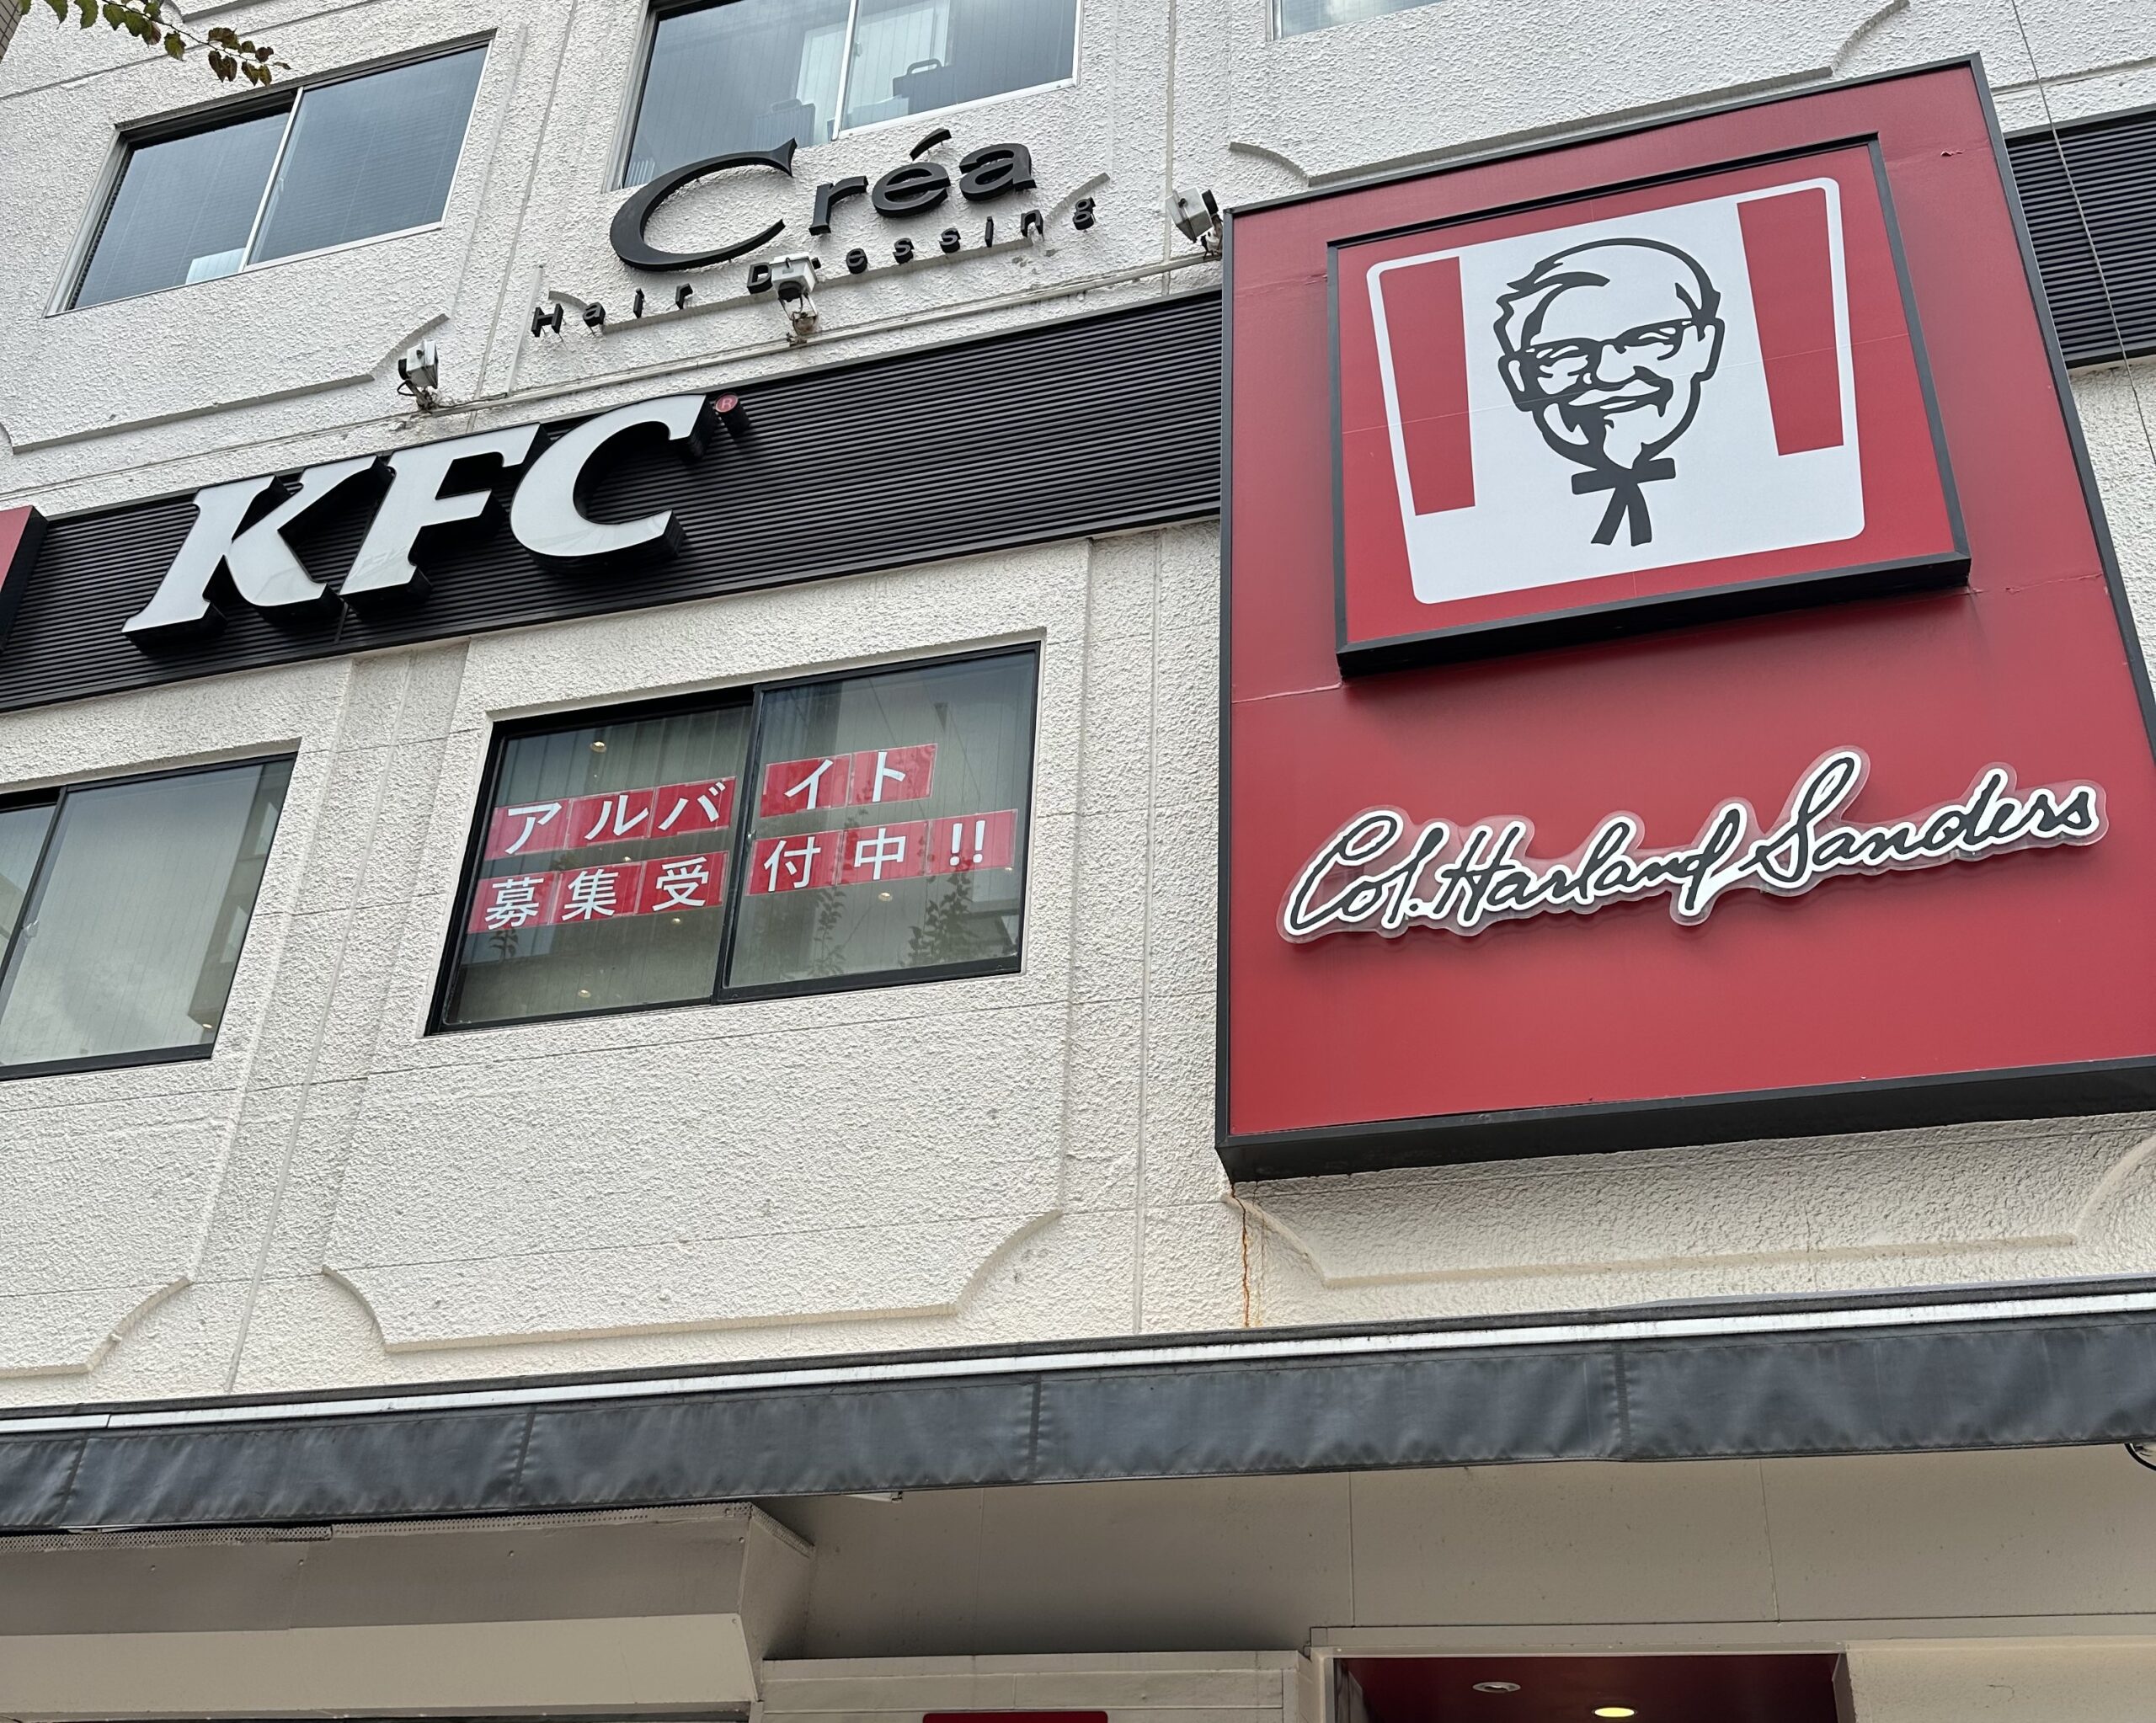 Créa
Hair Dressing
KFC®
アルバイト
募集受付中!!
Col. Harland Sanders